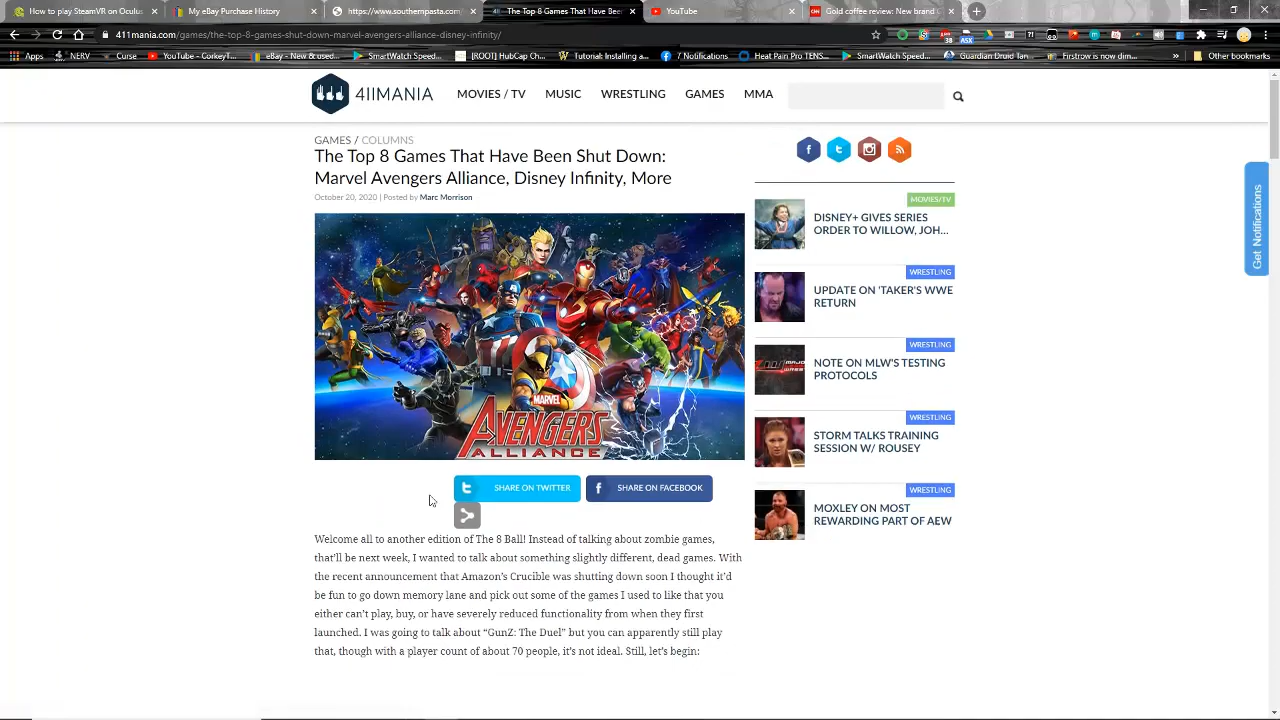 How to play SteamVR on Oculus
My eBay Purchase History
https://www.southernpasta.com
The Top 8 Games That Have Been
YouTube
Gold coffee review: New brand
411mania.com/games/the-top-8-games-shut-down-marvel-avengers-alliance-disney-infinity/
Apps
NERV
Curse
YouTube - CorkeyT...
eBay - New & used...
SmartWatch Speed...
[ROOT] HubCap Ch...
Tutorial: Installing a...
7 Notifications
Heat Pain Pro TENS...
SmartWatch Speed...
Guardian Druid Tan...
Firstrow is now dim...
»
Other bookmarks
411MANIA
MOVIES / TV
MUSIC
WRESTLING
GAMES
MMA
GAMES / COLUMNS
The Top 8 Games That Have Been Shut Down:
Marvel Avengers Alliance, Disney Infinity, More
October 20, 2020 | Posted by Marc Morrison
MARVEL
AVENGERS
ALLIANCE
SHARE ON TWITTER
SHARE ON FACEBOOK
Welcome all to another edition of The 8 Ball! Instead of talking about zombie games,
that'll be next week, I wanted to talk about something slightly different, dead games. With
the recent announcement that Amazon's Crucible was shutting down soon I thought it'd
be fun to go down memory lane and pick out some of the games I used to like that you
either can't play, buy, or have severely reduced functionality from when they first
launched. I was going to talk about "GunZ: The Duel" but you can apparently still play
that, though with a player count of about 70 people, it's not ideal. Still, let's begin:
MOVIES/TV
DISNEY+ GIVES SERIES
ORDER TO WILLOW, JOH...
WRESTLING
UPDATE ON 'TAKER'S WWE
RETURN
WRESTLING
NOTE ON MLW'S TESTING
PROTOCOLS
WRESTLING
STORM TALKS TRAINING
SESSION W/ ROUSEY
WRESTLING
MOXLEY ON MOST
REWARDING PART OF AEW
Get Notifications